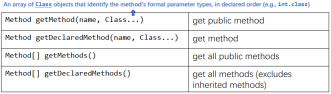 An array of Class objects that identify the method's formal parameter types, in declared order (e.g., int.class)
Method getMethod(name, Class...) get public method
Method getDeclaredMethod(name, Class...) get method
Method[] getMethods() get all public methods
Method[] getDeclaredMethods() get all methods (excludes
inherited methods)